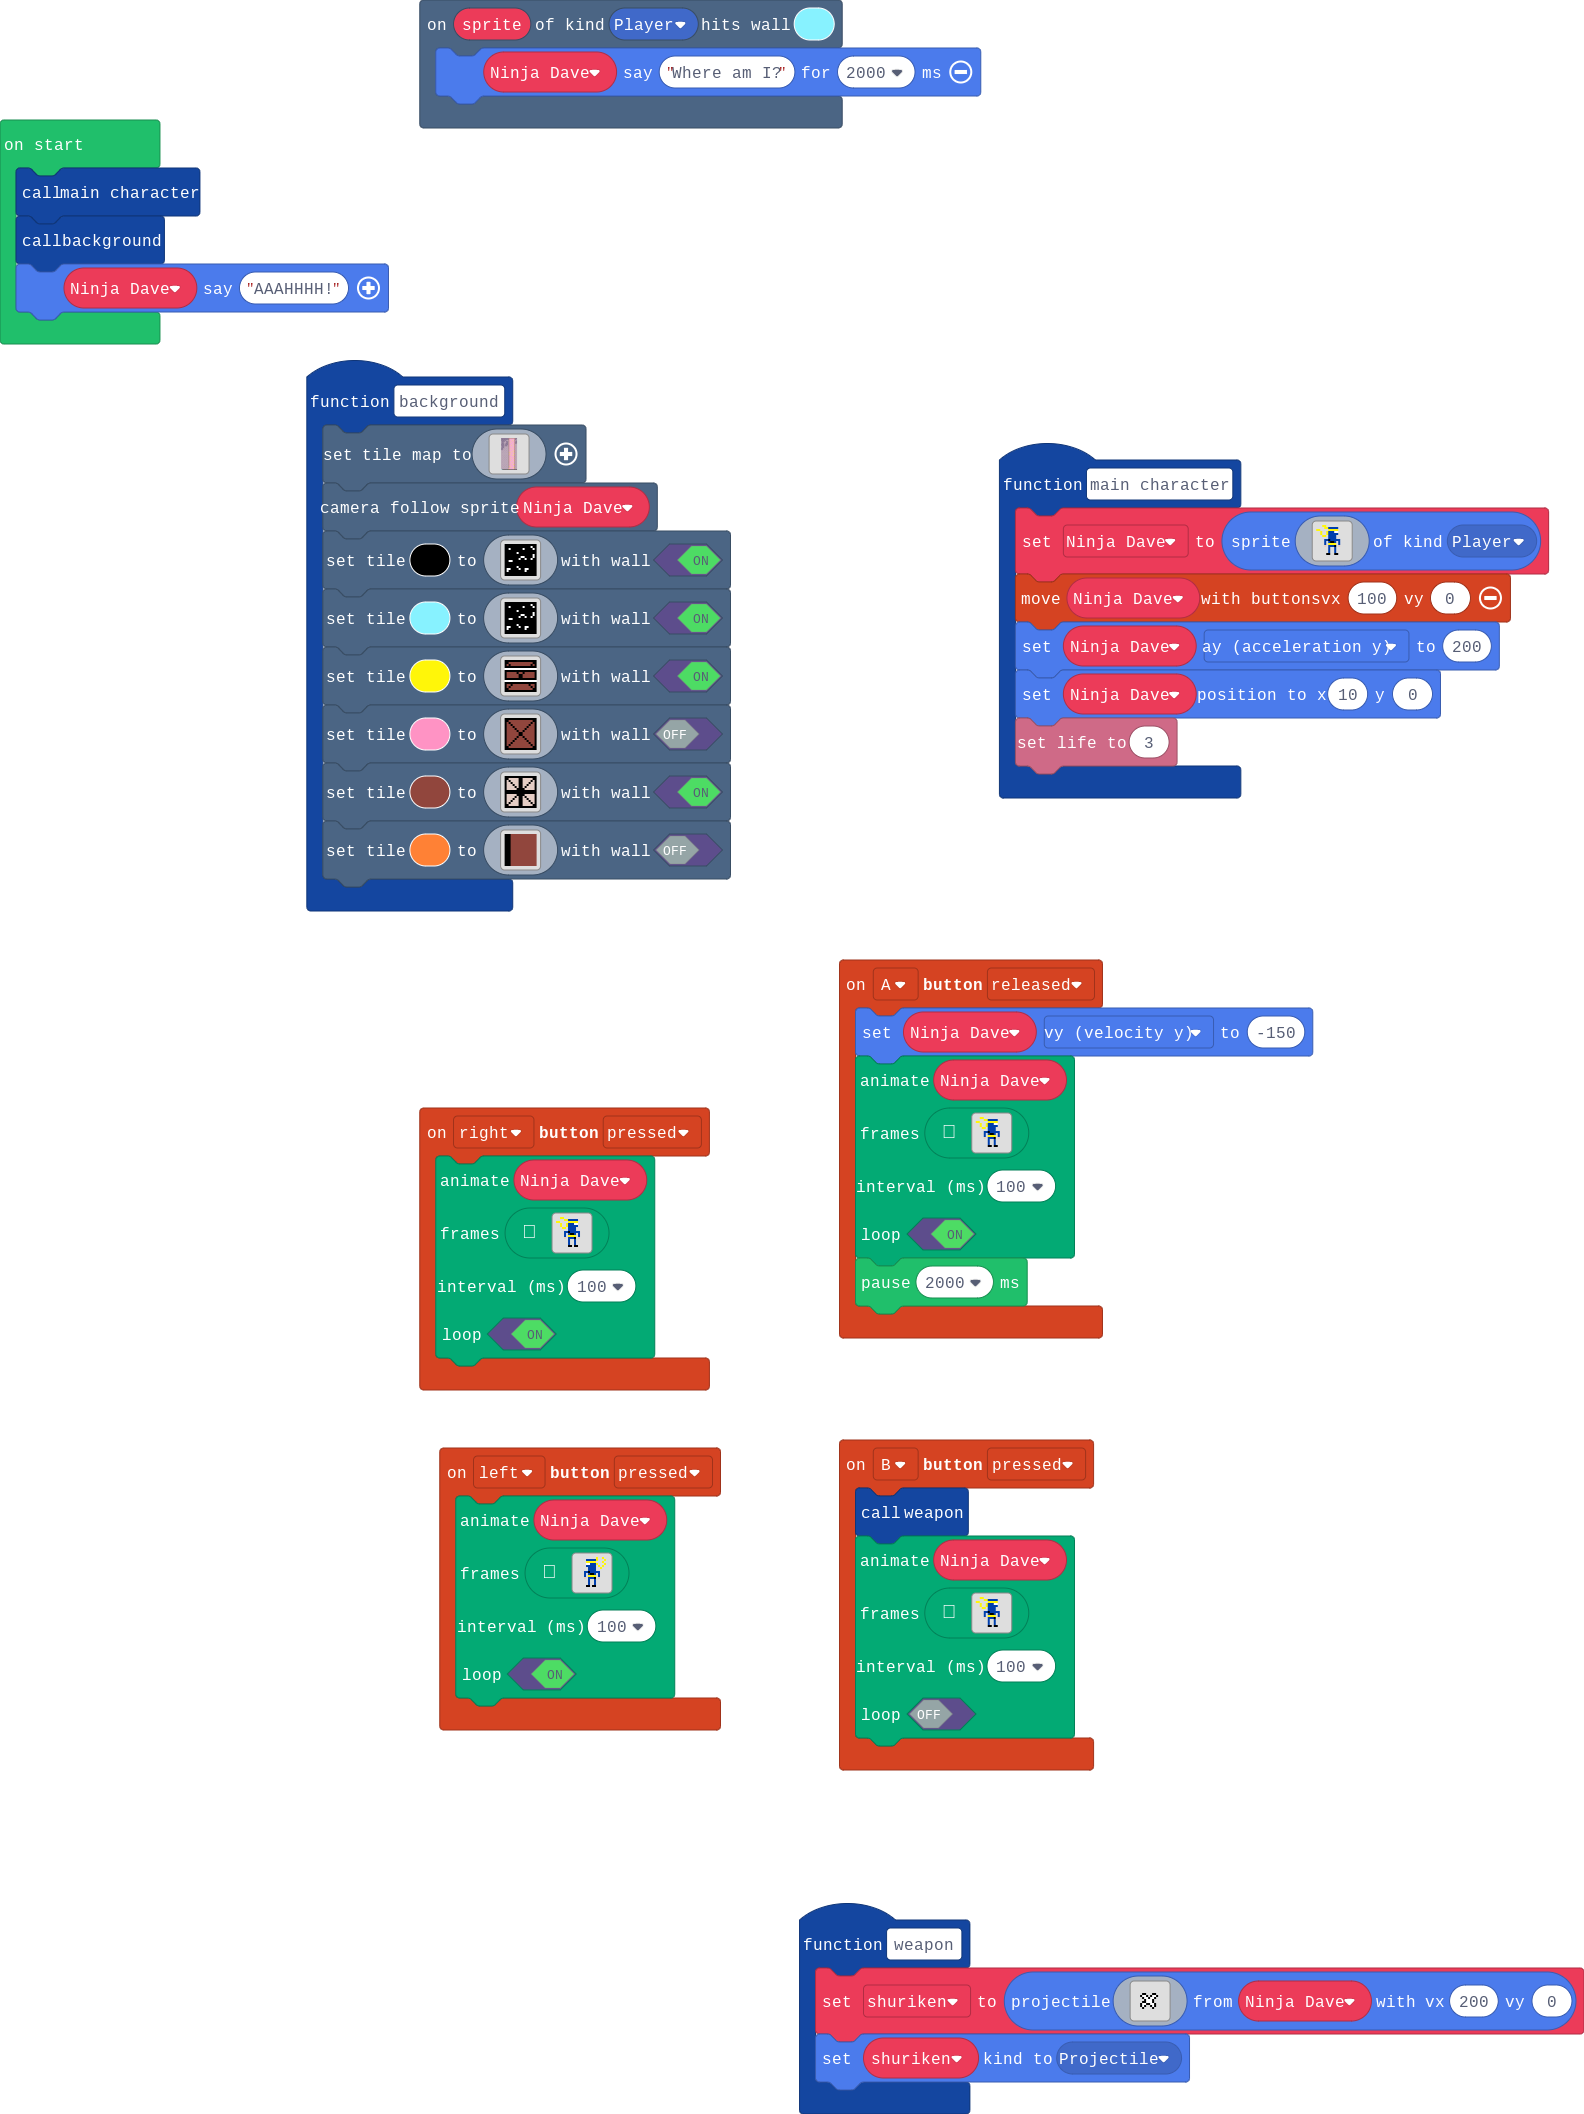 on sprite of kind Player hits wall
Ninja Dave say "Where am I?" for 2000 ms
on start
call main character
call background
Ninja Dave say "AAAHHHH!"
function background
set tile map to
camera follow sprite Ninja Dave
set tile to with wall ON
set tile to with wall ON
set tile to with wall ON
set tile to with wall OFF
set tile to with wall ON
set tile to with wall OFF
function main character
set Ninja Dave to sprite of kind Player
move Ninja Dave with buttons vx 100 vy 0
set Ninja Dave ay (acceleration y) to 200
set Ninja Dave position to x 10 y 0
set life to 3
on A button released
set Ninja Dave vy (velocity y) to -150
animate Ninja Dave
frames
interval (ms) 100
loop ON
pause 2000 ms
on right button pressed
animate Ninja Dave
frames
interval (ms) 100
loop ON
on left button pressed
animate Ninja Dave
frames
interval (ms) 100
loop ON
on B button pressed
call weapon
animate Ninja Dave
frames
interval (ms) 100
loop OFF
function weapon
set shuriken to projectile from Ninja Dave with vx 200 vy 0
set shuriken kind to Projectile